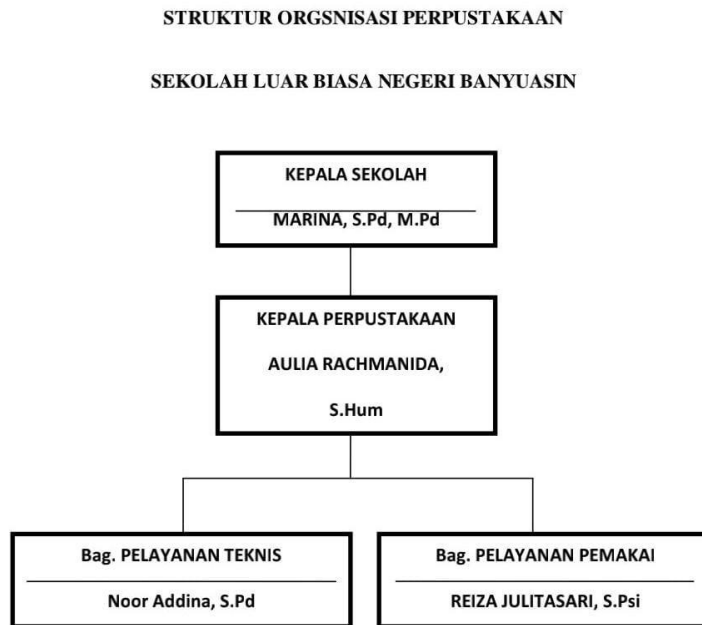 STRUKTUR ORGSNISASI PERPUSTAKAAN
SEKOLAH LUAR BIASA NEGERI BANYUASIN
KEPALA SEKOLAH
MARINA, S.Pd, M.Pd
KEPALA PERPUSTAKAAN
AULIA RACHMANIDA,
S.Hum
Bag. PELAYANAN TEKNIS
Noor Addina, S.Pd
Bag. PELAYANAN PEMAKAI
REIZA JULITASARI, S.Psi